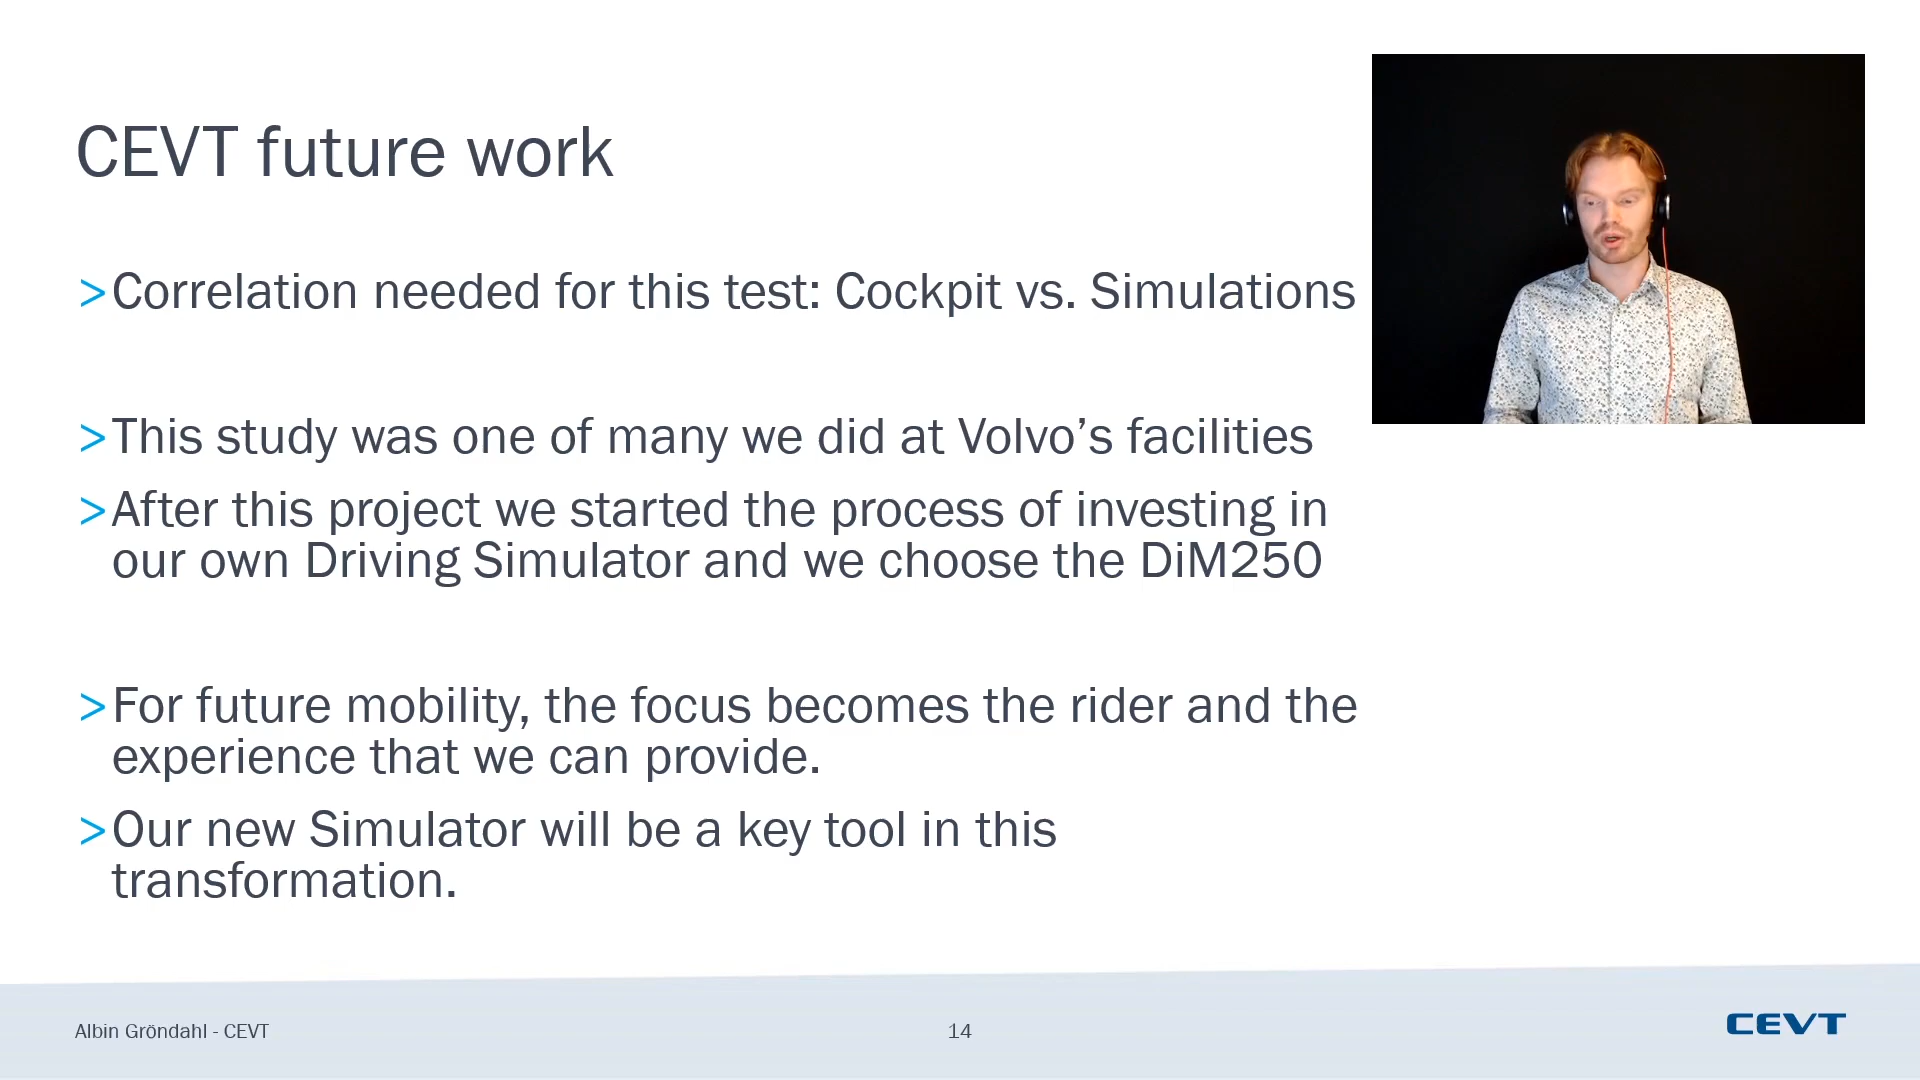 CEVT future work
>Correlation needed for this test: Cockpit vs. Simulations
>This study was one of many we did at Volvo’s facilities
>After this project we started the process of investing in
our own Driving Simulator and we choose the DiM250
>For future mobility, the focus becomes the rider and the
experience that we can provide.
>Our new Simulator will be a key tool in this
transformation.
Albin Gröndahl - CEVT
14
CEVT